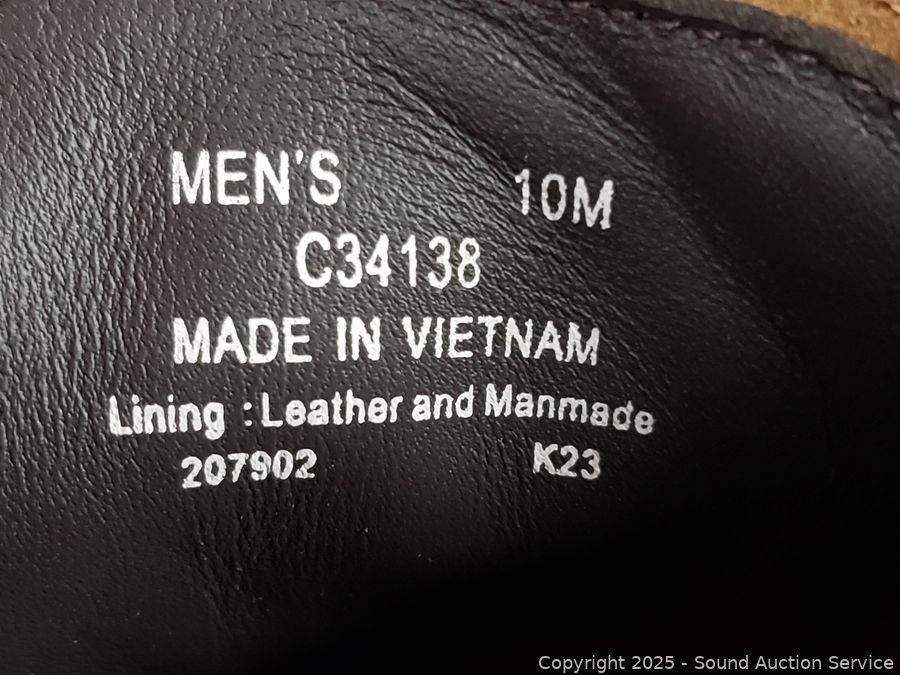 MEN'S 10M
C34138
MADE IN VIETNAM
Lining : Leather and Manmade
207902 K23
Copyright 2025 - Sound Auction Service